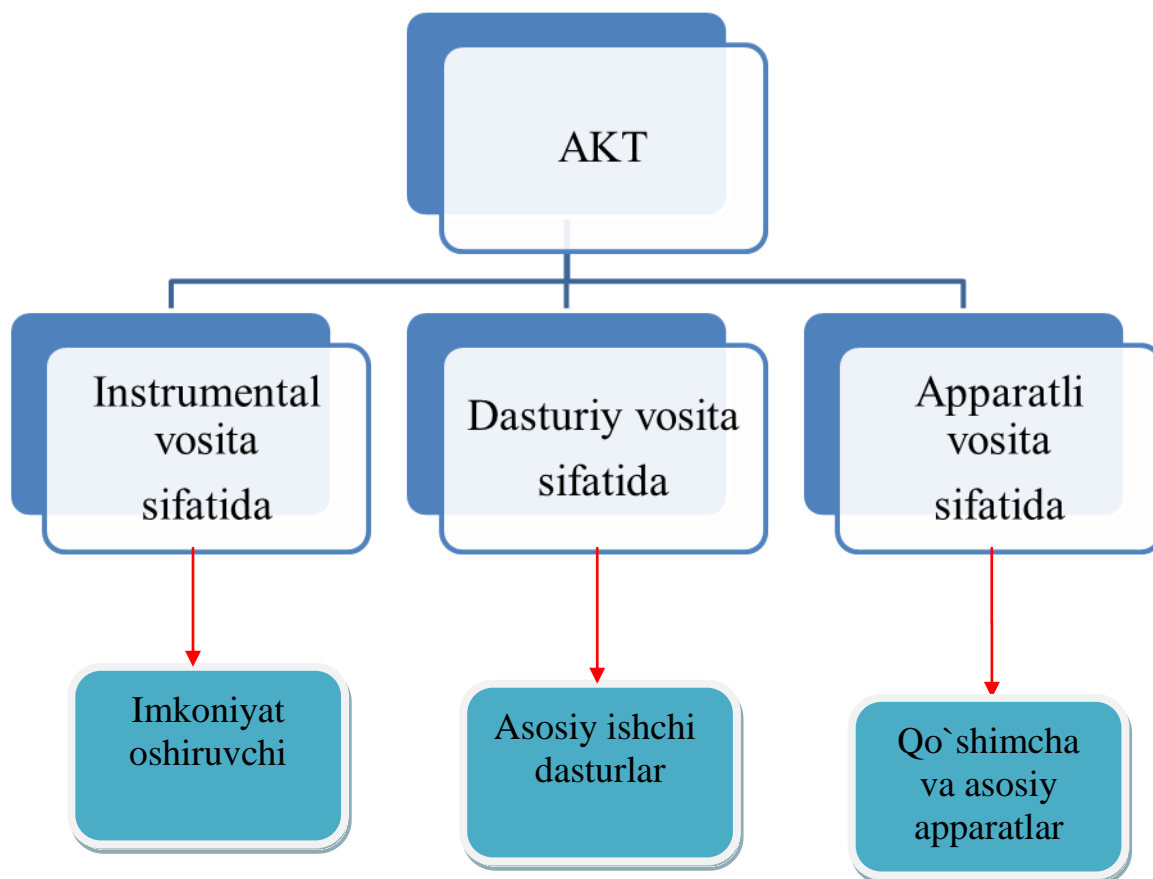 AKT
Instrumental
vosita
sifatida
Dasturiy vosita
sifatida
Apparatli
vosita
sifatida
Imkoniyat
oshiruvchi
Asosiy ishchi
dasturlar
Qo`shimcha
va asosiy
apparatlar